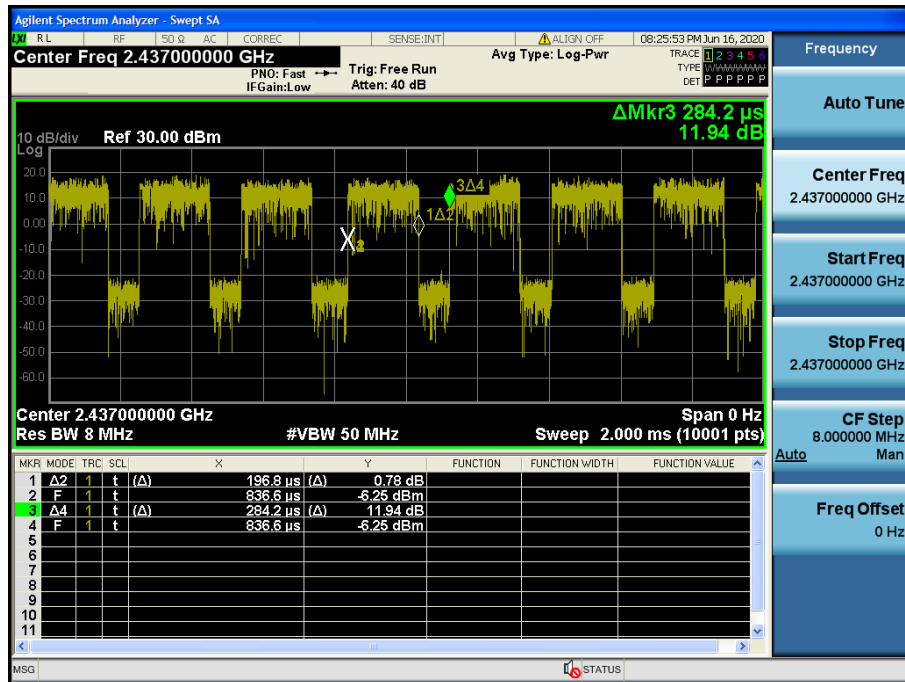 Agilent Spectrum Analyzer - Swept SA
LXI RL RF 50 Ω AC CORREC SENSE:INT ALIGN OFF 08:25:53 PM Jun 16, 2020
Center Freq 2.437000000 GHz
PNO: Fast
IFGain:Low
Trig: Free Run
Atten: 40 dB
Avg Type: Log-Pwr
TRACE 1 2 3 4 5 6
TYPE
DET P P P P P P
ΔMkr3 284.2 µs
11.94 dB
10 dB/div Ref 30.00 dBm
Log
20.0
10.0
0.00
-10.0
-20.0
-30.0
-40.0
-50.0
-60.0
3Δ4
1Δ2
X
Center 2.437000000 GHz Span 0 Hz
Res BW 8 MHz #VBW 50 MHz Sweep 2.000 ms (10001 pts)
MKR MODE TRC SCL X Y FUNCTION FUNCTION WIDTH FUNCTION VALUE
1 Δ2 1 t (Δ) 196.8 µs (Δ) 0.78 dB
2 F 1 t 836.6 µs -6.25 dBm
3 Δ4 1 t (Δ) 284.2 µs (Δ) 11.94 dB
4 F 1 t 836.6 µs -6.25 dBm
5
6
7
8
9
10
11
MSG STATUS
Frequency
Auto Tune
Center Freq
2.437000000 GHz
Start Freq
2.437000000 GHz
Stop Freq
2.437000000 GHz
CF Step
8.000000 MHz
Auto Man
Freq Offset
0 Hz